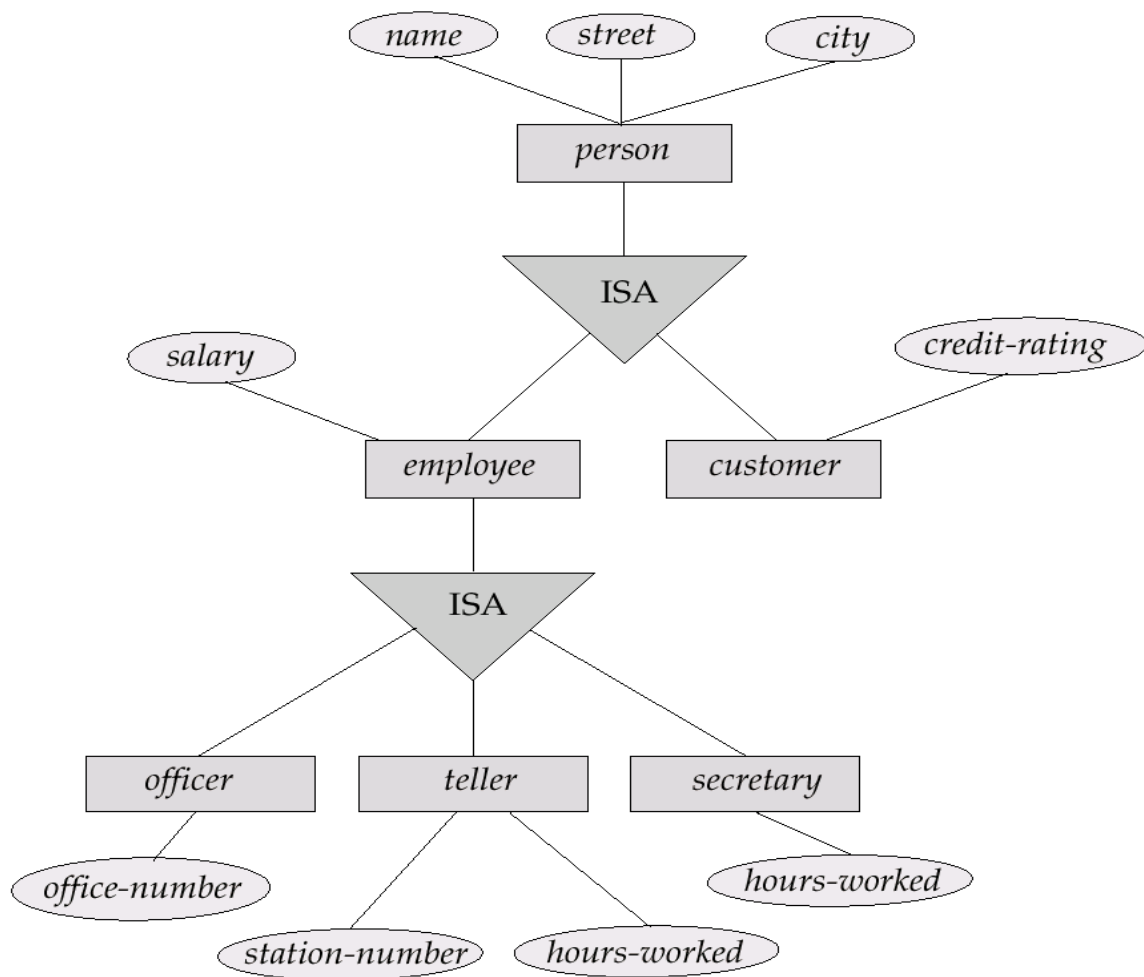 name
street
city
person
ISA
salary
credit-rating
employee
customer
ISA
officer
teller
secretary
office-number
hours-worked
station-number
hours-worked